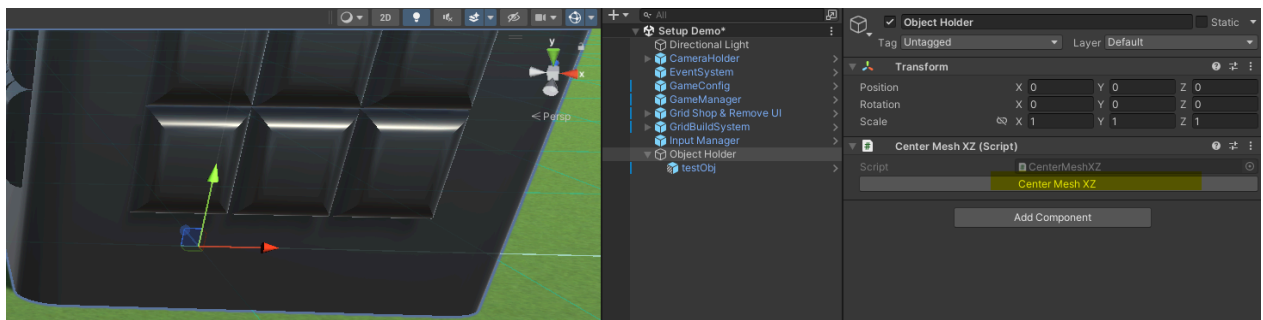 2D
y
x
< Persp
All
Setup Demo*
Directional Light
CameraHolder
EventSystem
GameConfig
GameManager
Grid Shop & Remove UI
GridBuildSystem
Input Manager
Object Holder
testObj
Object Holder
Static
Tag Untagged Layer Default
Transform
Position X 0 Y 0 Z 0
Rotation X 0 Y 0 Z 0
Scale X 1 Y 1 Z 1
# Center Mesh XZ (Script)
Script CenterMeshXZ
Center Mesh XZ
Add Component